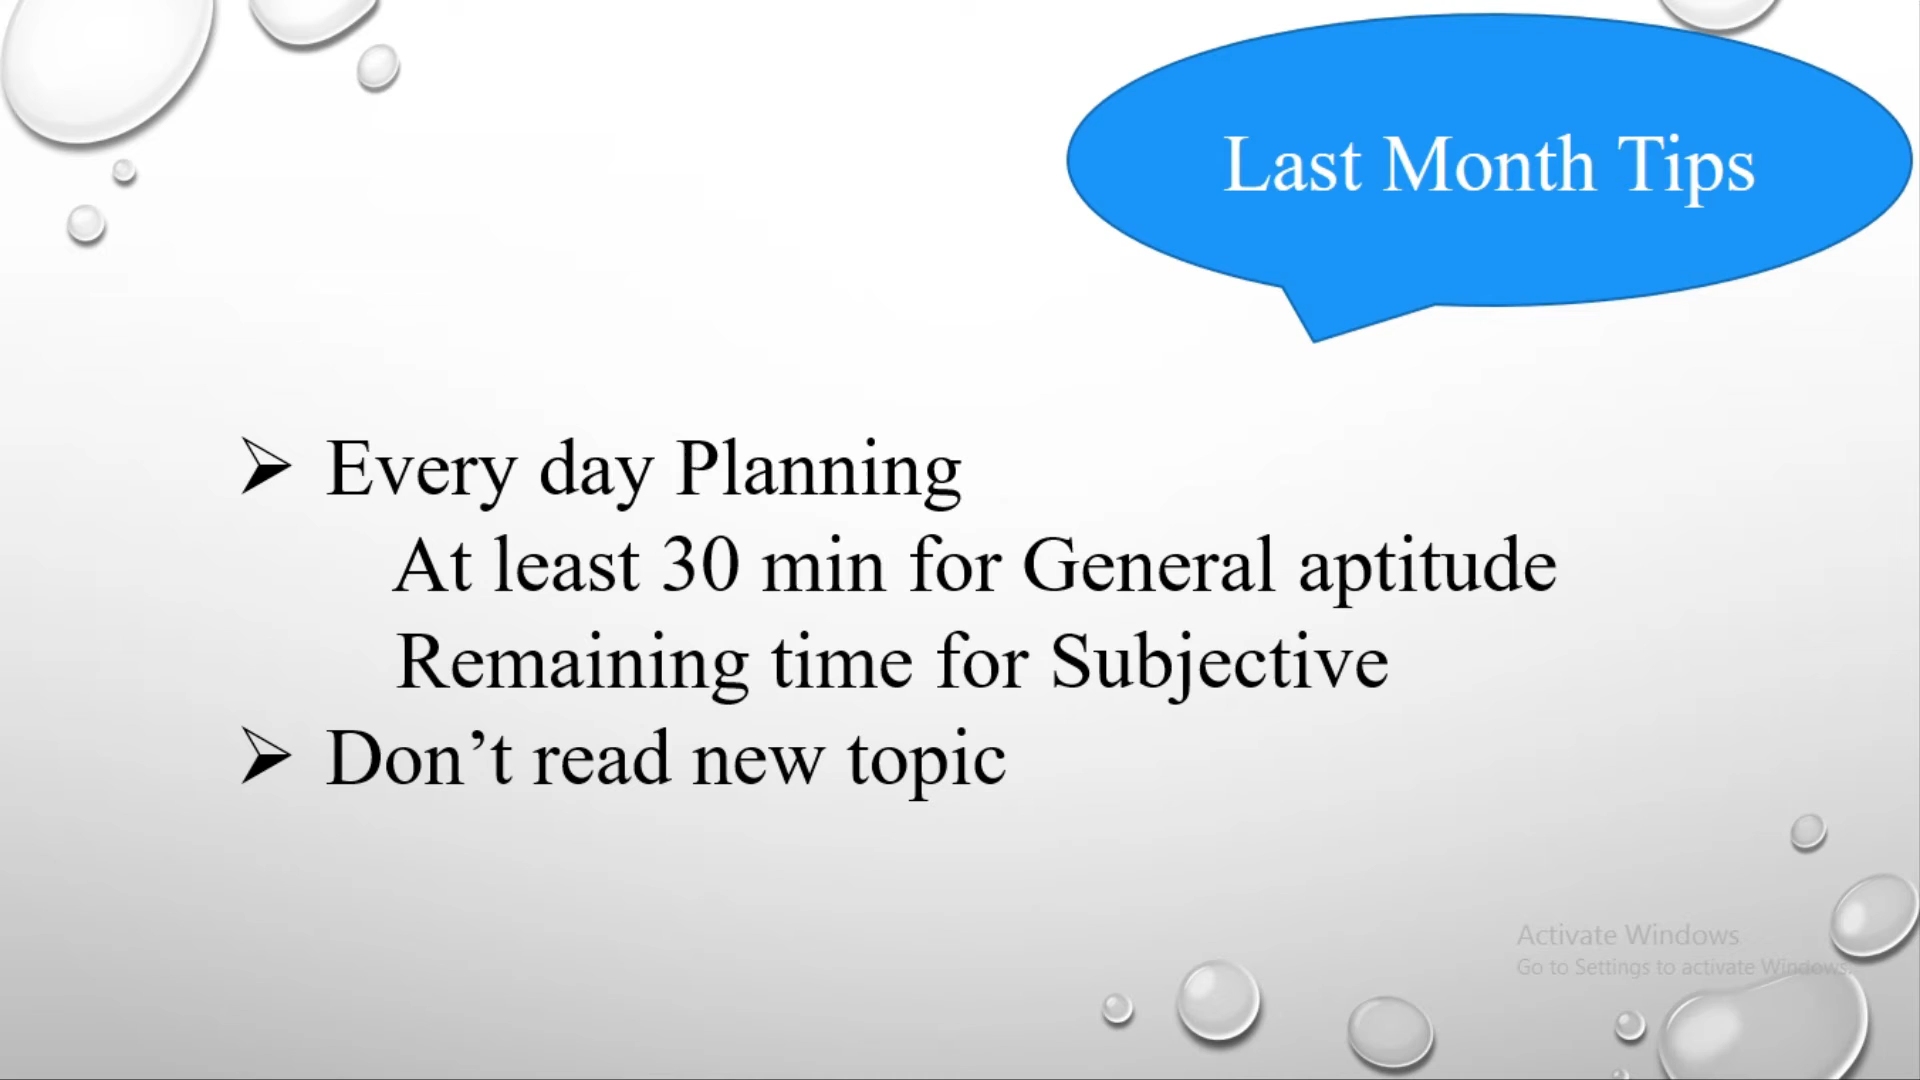 Last Month Tips
➢ Every day Planning
At least 30 min for General aptitude
Remaining time for Subjective
➢ Don’t read new topic
Activate Windows
Go to Settings to activate Windows.